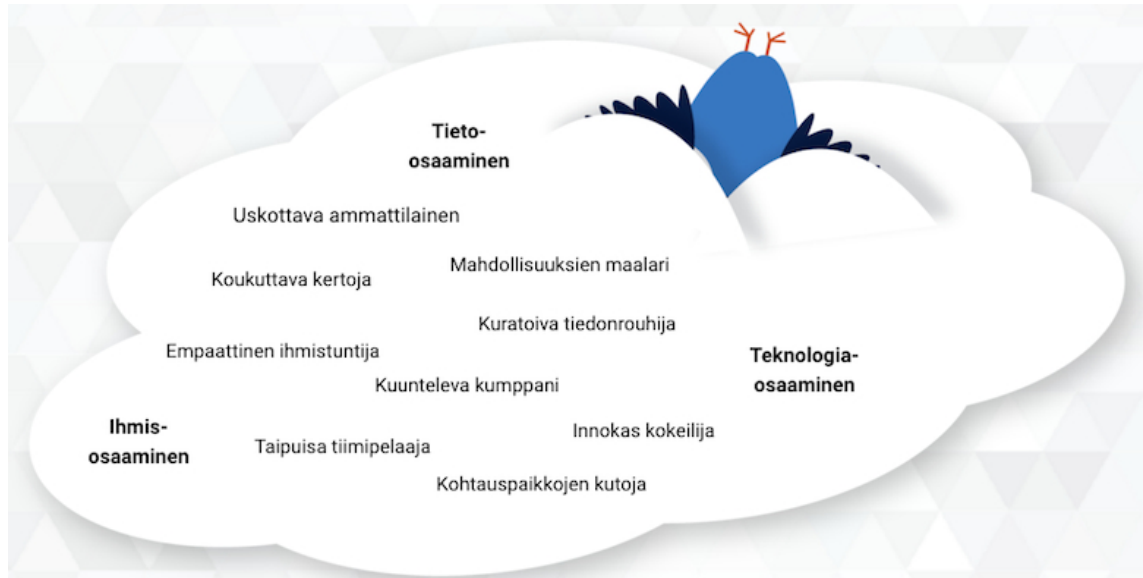 Tieto-
osaaminen
Uskottava ammattilainen
Mahdollisuuksien maalari
Koukuttava kertoja
Kuratoiva tiedonrouhija
Empaattinen ihmistuntija
Teknologia-
osaaminen
Kuunteleva kumppani
Ihmis-
osaaminen
Innokas kokeilija
Taipuisa tiimipelaaja
Kohtauspaikkojen kutoja